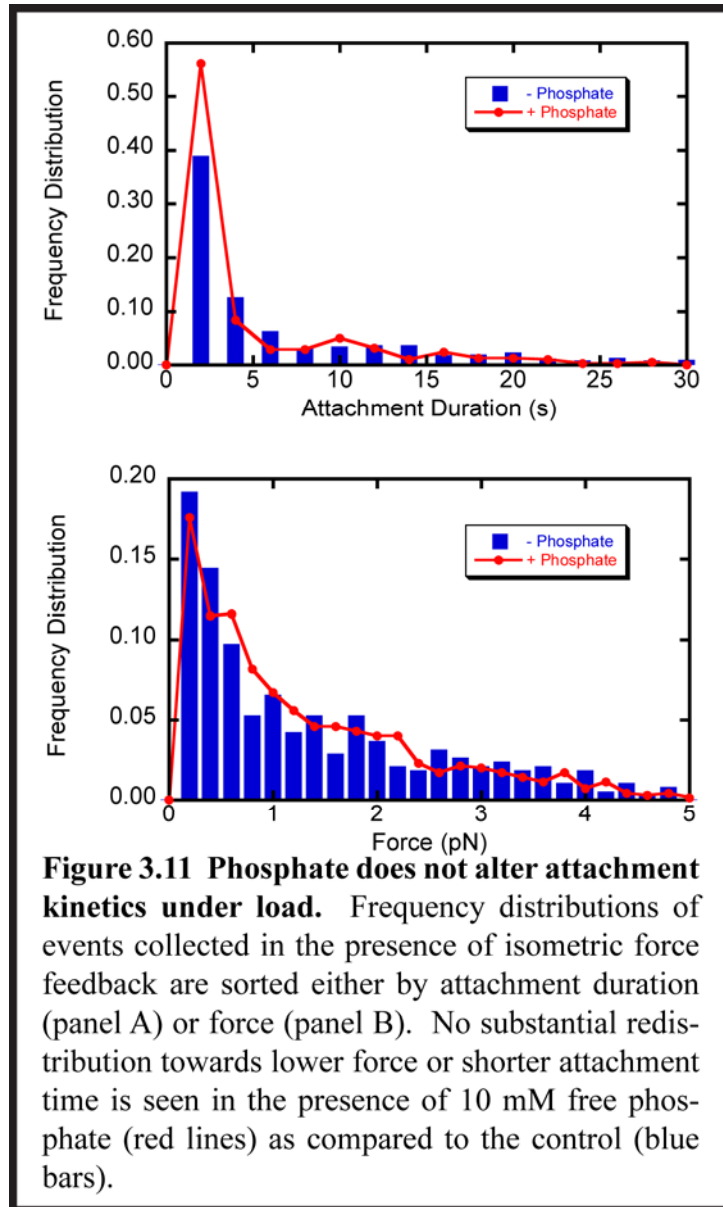 0.60
0.50
0.40
0.30
0.20
0.10
0.00
Frequency Distribution
- Phosphate
+ Phosphate
0 5 10 15 20 25 30
Attachment Duration (s)
0.20
0.15
0.10
0.05
0.00
Frequency Distribution
- Phosphate
+ Phosphate
0 1 2 3 4 5
Force (pN)
Figure 3.11 Phosphate does not alter attachment
kinetics under load. Frequency distributions of
events collected in the presence of isometric force
feedback are sorted either by attachment duration
(panel A) or force (panel B). No substantial redis-
tribution towards lower force or shorter attachment
time is seen in the presence of 10 mM free phos-
phate (red lines) as compared to the control (blue
bars).